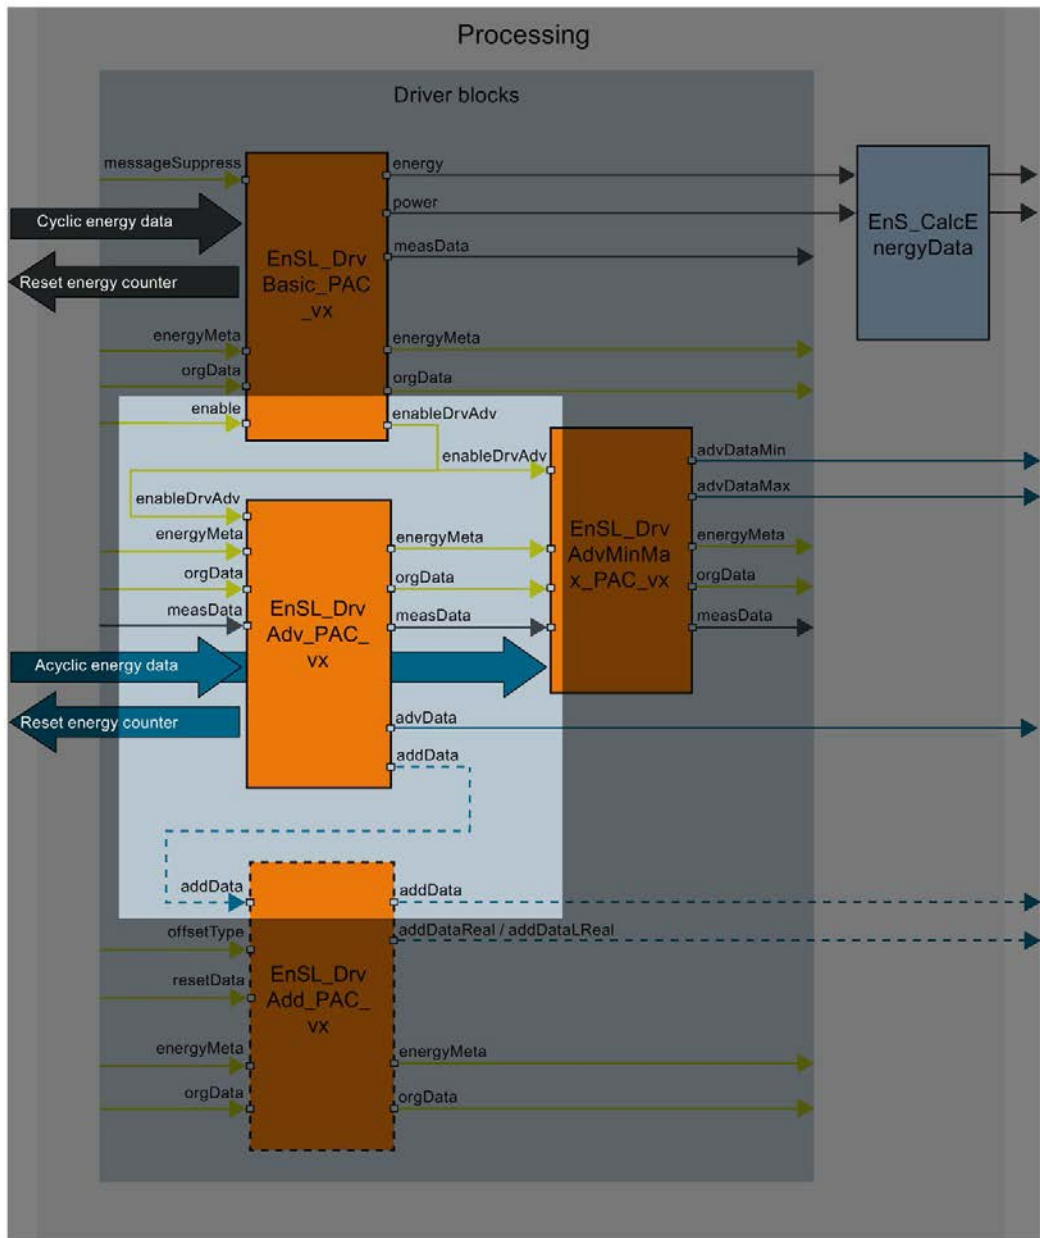 Processing
Driver blocks
messageSuppress
energy
Cyclic energy data
power
EnS_CalcE
nergyData
measData
EnSL_Drv
Basic_PAC
_vx
Reset energy counter
energyMeta
energyMeta
orgData
orgData
enable
enableDrvAdv
enableDrvAdv
advDataMin
enableDrvAdv
advDataMax
energyMeta
energyMeta
energyMeta
EnSL_Drv
AdvMinMa
x_PAC_vx
orgData
orgData
orgData
measData
EnSL_Drv
Adv_PAC_
vx
measData
measData
Acyclic energy data
Reset energy counter
advData
addData
addData
addData
offsetType
addDataReal / addDataLReal
resetData
EnSL_Drv
Add_PAC_
vx
energyMeta
energyMeta
orgData
orgData